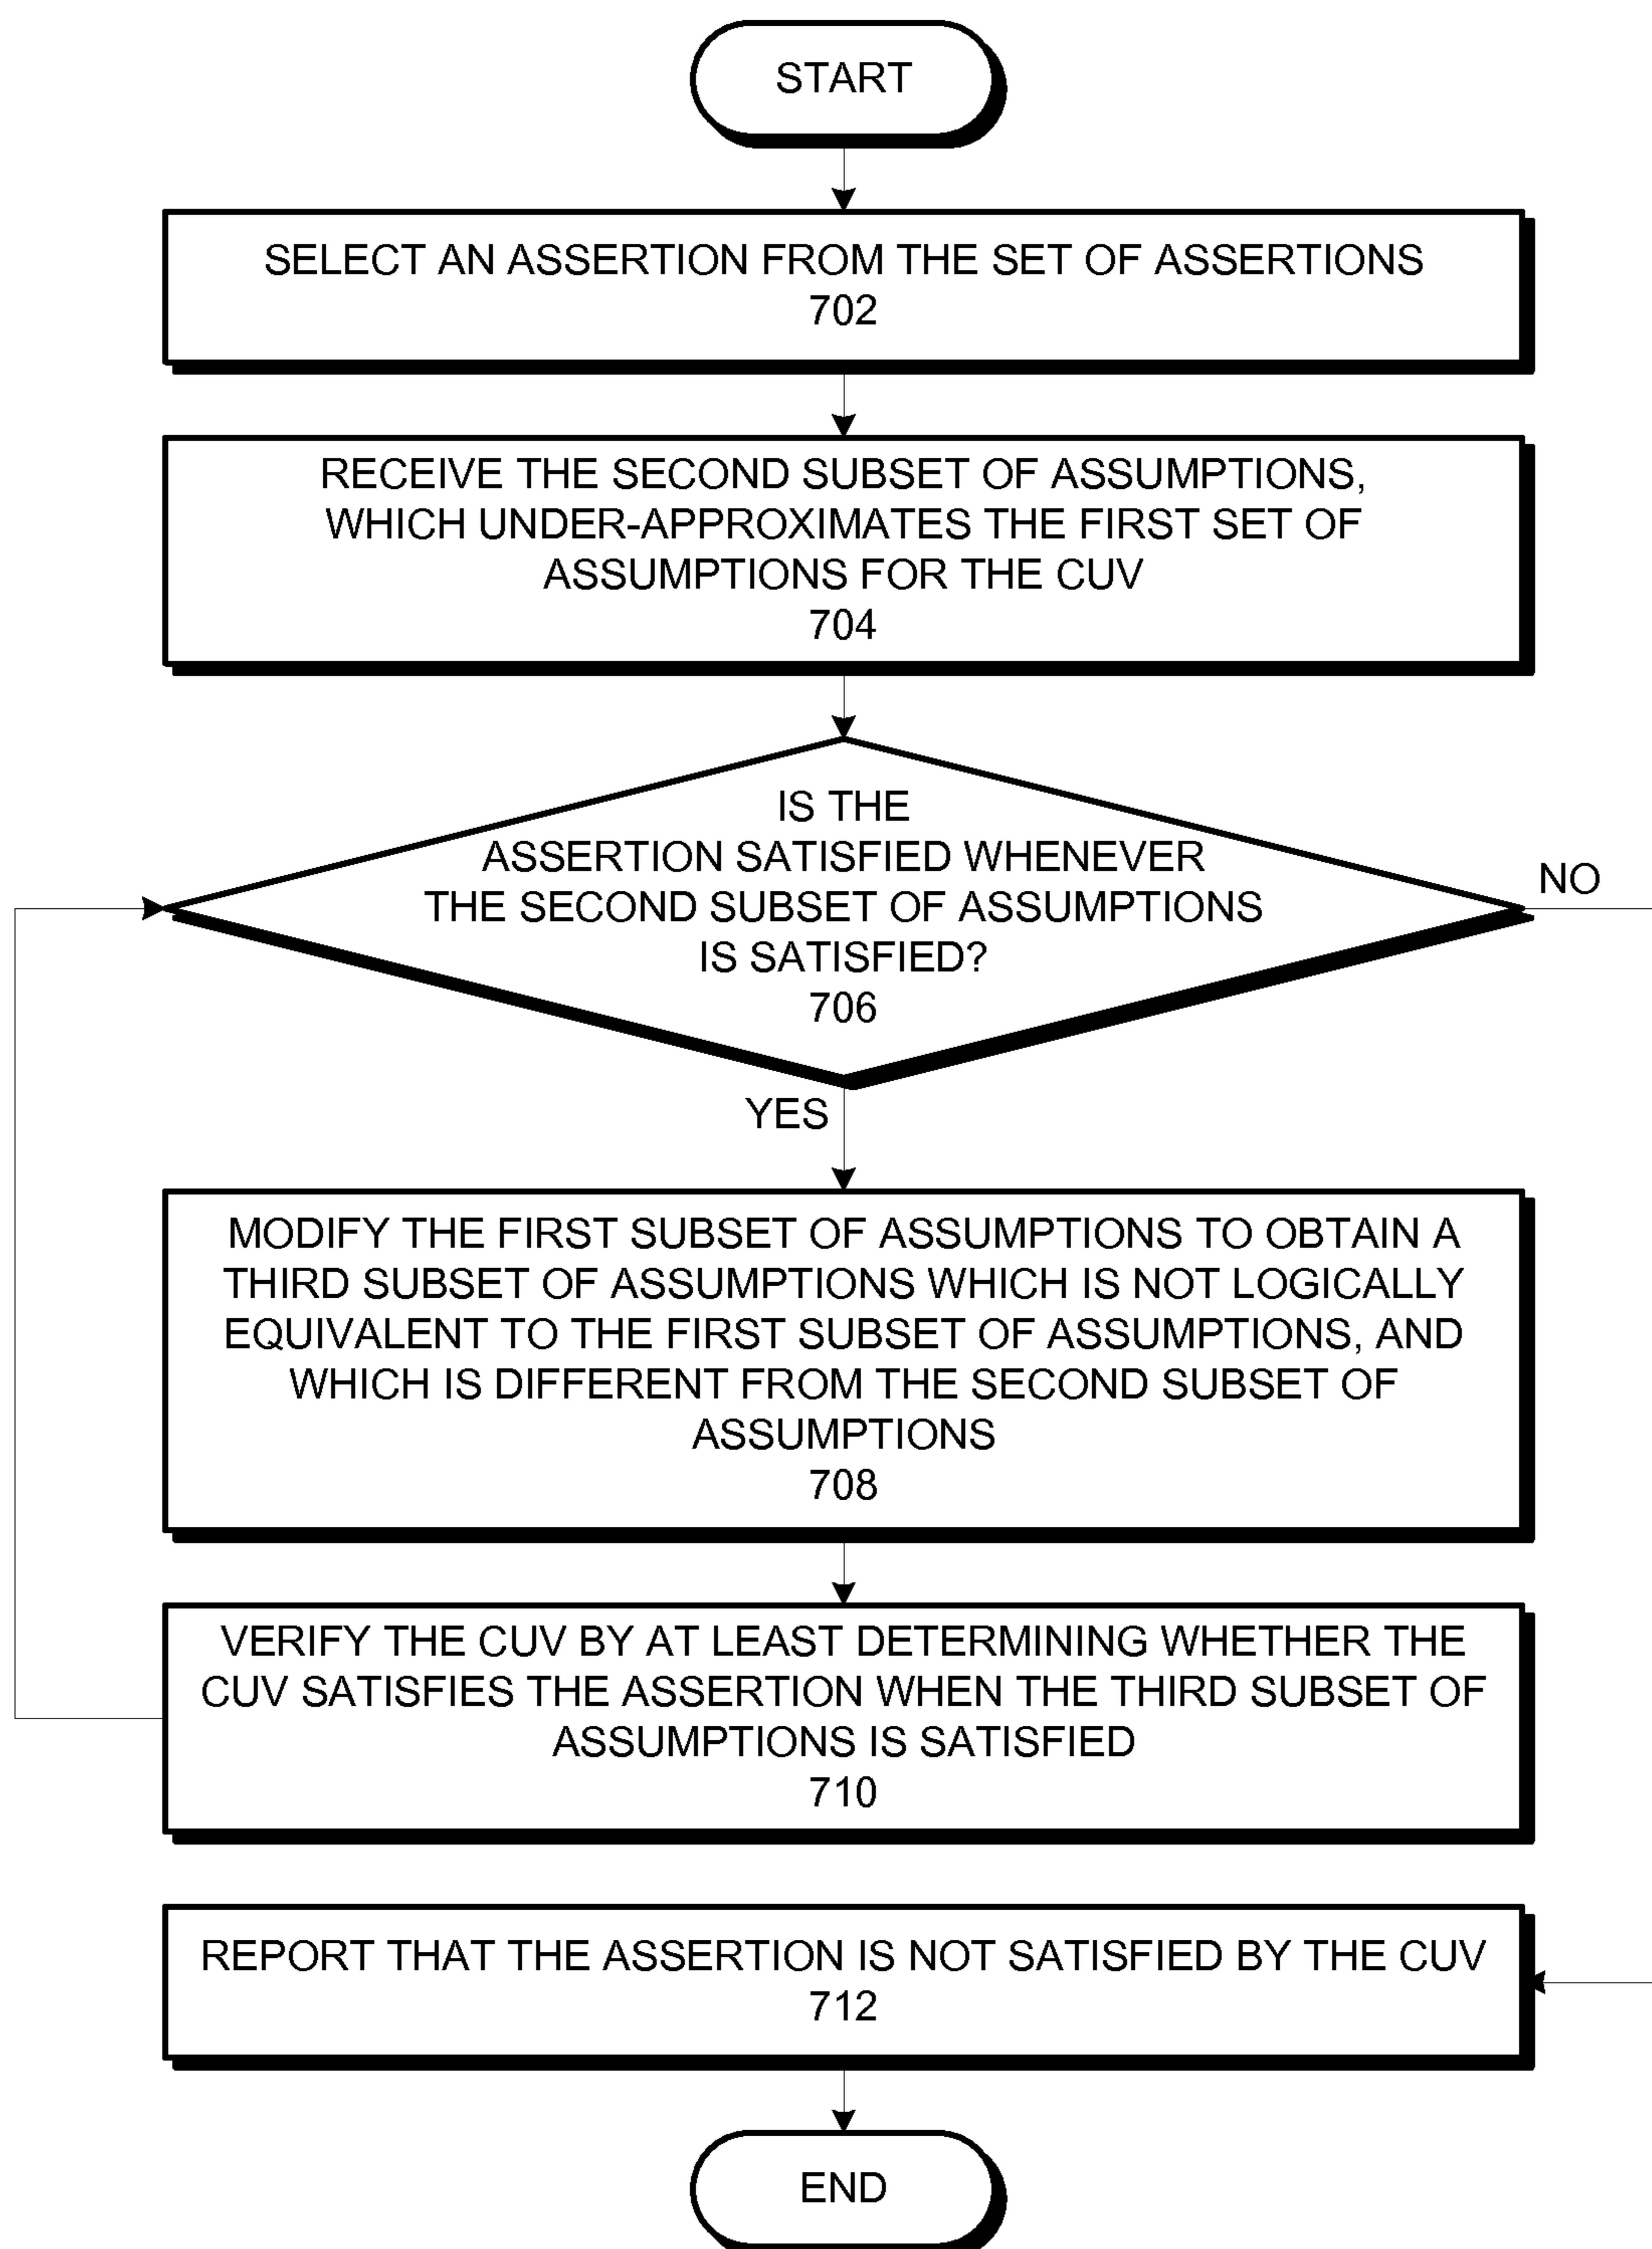 START
SELECT AN ASSERTION FROM THE SET OF ASSERTIONS
702
RECEIVE THE SECOND SUBSET OF ASSUMPTIONS,
WHICH UNDER-APPROXIMATES THE FIRST SET OF
ASSUMPTIONS FOR THE CUV
704
IS THE
ASSERTION SATISFIED WHENEVER
THE SECOND SUBSET OF ASSUMPTIONS
IS SATISFIED?
706
NO
YES
MODIFY THE FIRST SUBSET OF ASSUMPTIONS TO OBTAIN A
THIRD SUBSET OF ASSUMPTIONS WHICH IS NOT LOGICALLY
EQUIVALENT TO THE FIRST SUBSET OF ASSUMPTIONS, AND
WHICH IS DIFFERENT FROM THE SECOND SUBSET OF
ASSUMPTIONS
708
VERIFY THE CUV BY AT LEAST DETERMINING WHETHER THE
CUV SATISFIES THE ASSERTION WHEN THE THIRD SUBSET OF
ASSUMPTIONS IS SATISFIED
710
REPORT THAT THE ASSERTION IS NOT SATISFIED BY THE CUV
712
END